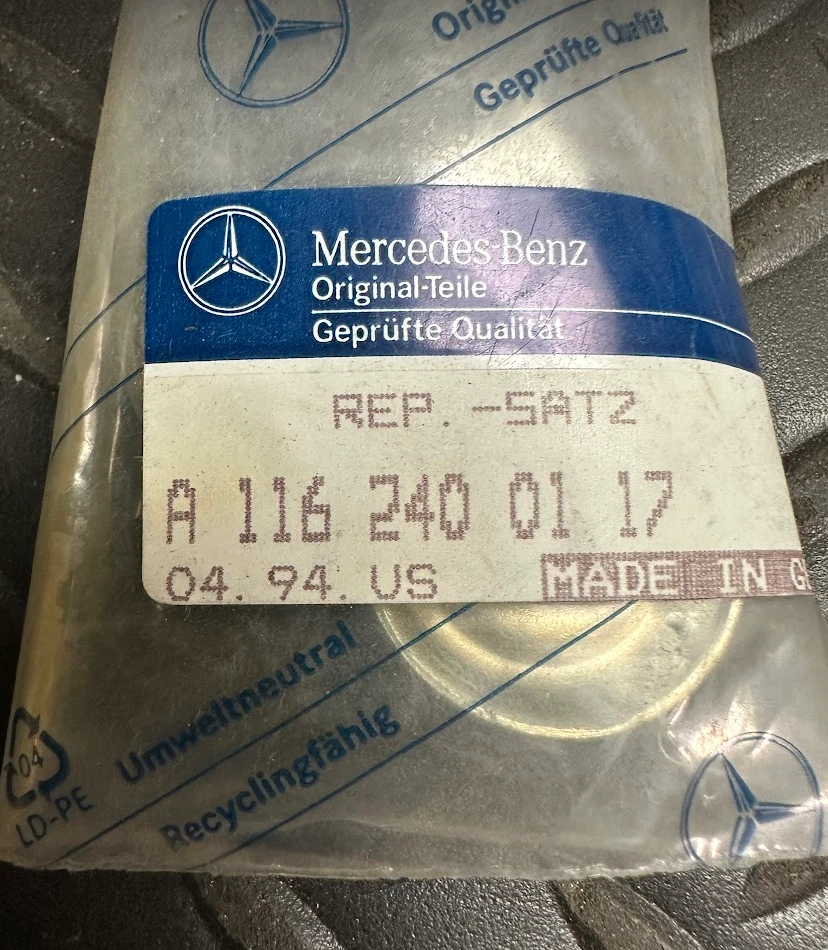 Geprüfte Qualität
Mercedes-Benz
Original-Teile
Geprüfte Qualität
REP.-SATZ
A 116 240 01 17
04.94.US MADE IN
Umweltneutral
Recyclingfähig
04
LD-PE